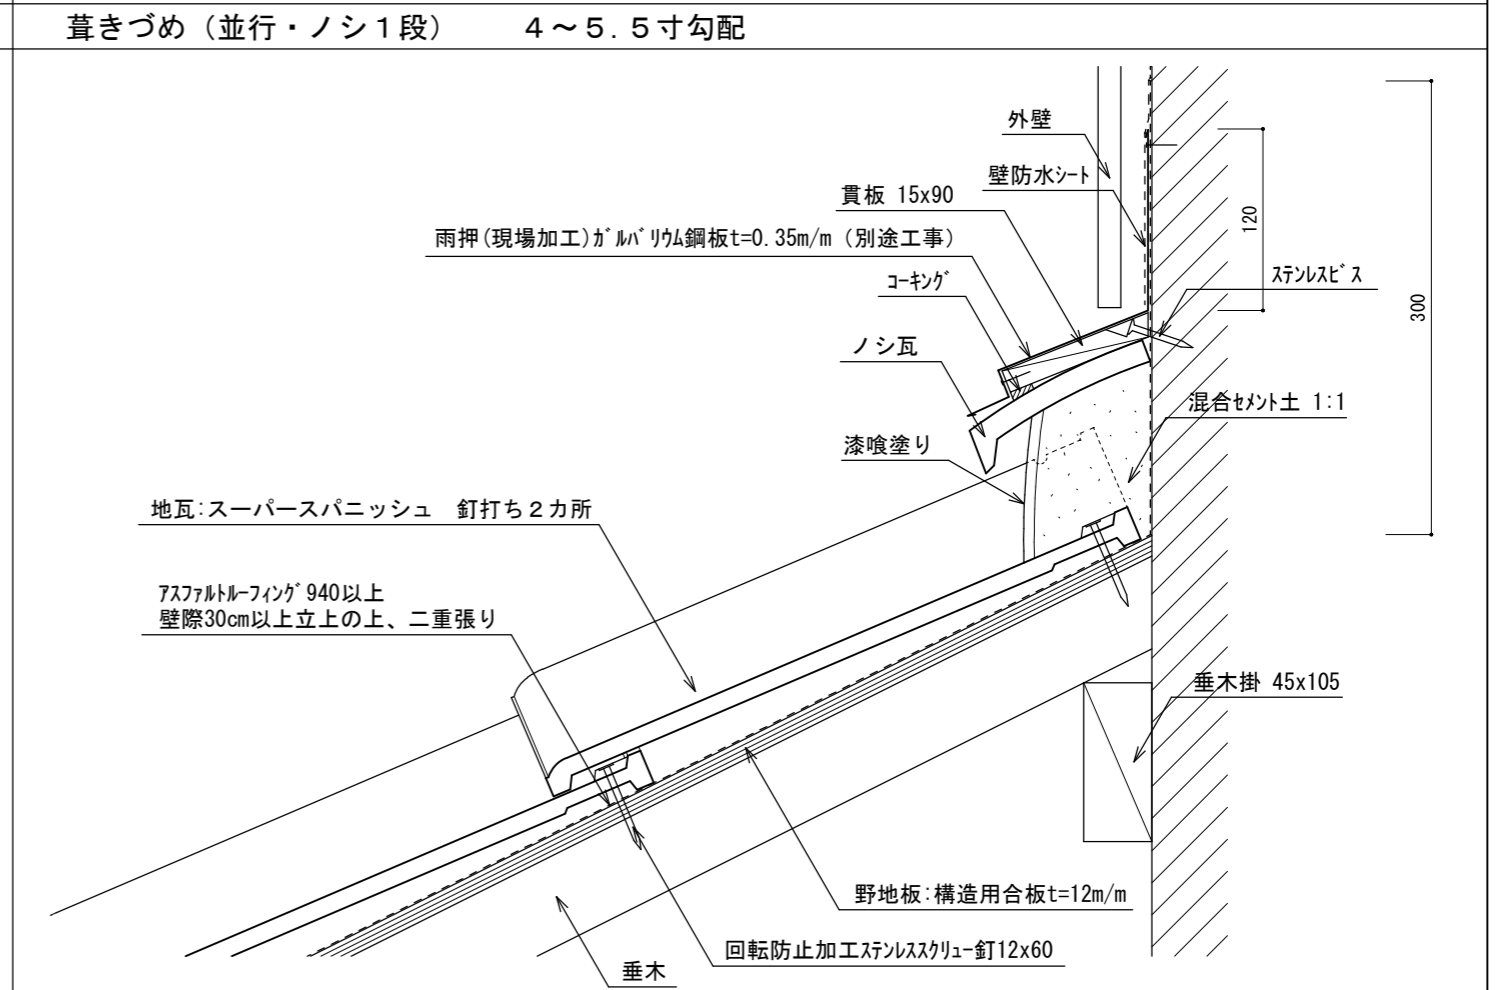 葺きづめ（並行・ノシ１段）　　４～５.５寸勾配
外壁
壁防水ｼｰﾄ
貫板 15x90
雨押(現場加工)ｶﾞﾙﾊﾞﾘｳﾑ鋼板t=0.35m/m（別途工事）
ｺｰｷﾝｸﾞ
ｽﾃﾝﾚｽﾋﾞｽ
120
300
ノシ瓦
混合ｾﾒﾝﾄ土 1:1
漆喰塗り
地瓦:スーパースパニッシュ　釘打ち２カ所
ｱｽﾌｧﾙﾄﾙｰﾌｨﾝｸﾞ940以上
壁際30cm以上立上の上、二重張り
垂木掛 45x105
野地板:構造用合板t=12m/m
回転防止加工ｽﾃﾝﾚｽｽｸﾘｭｰ釘12x60
垂木